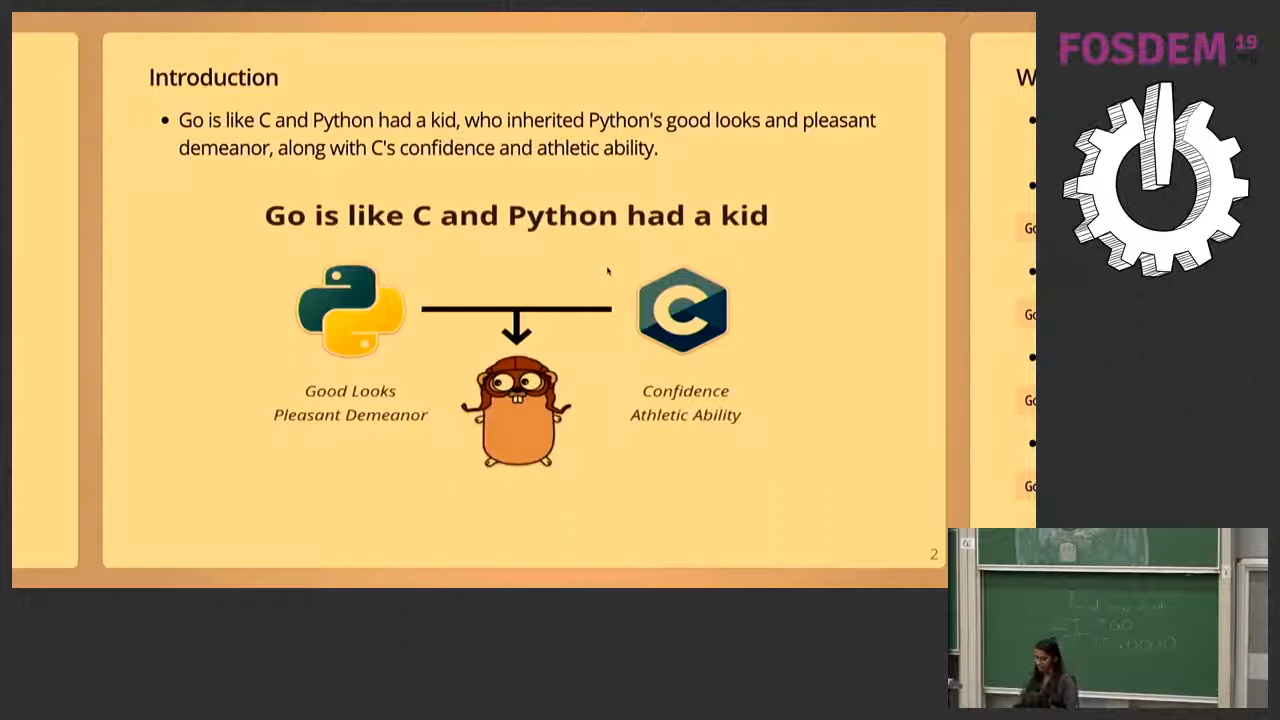 Introduction
• Go is like C and Python had a kid, who inherited Python's good looks and pleasant
demeanor, along with C's confidence and athletic ability.
Go is like C and Python had a kid
C
Good Looks
Pleasant Demeanor
Confidence
Athletic Ability
2
W
Go
Go
Go
Go
FOSDEM 19
GO